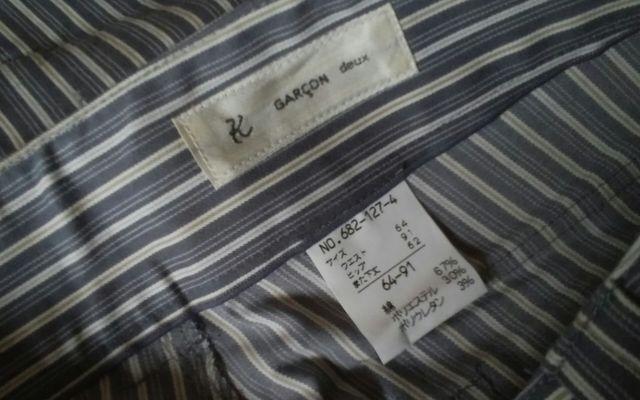 K GARÇON deux
NO.682-127-4
サイズ
ウエスト 64
ヒップ 91
また下丈 62
64-91
綿 67%
ポリエステル 30%
ポリウレタン 3%